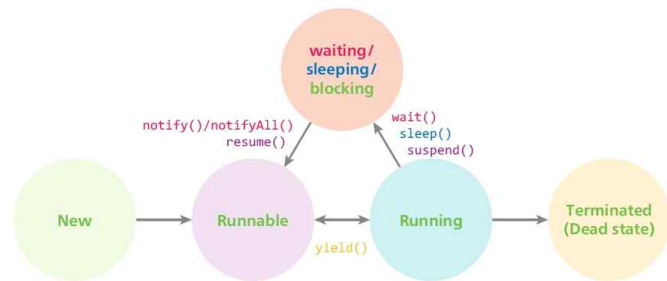 waiting/
sleeping/
blocking
notify()/notifyAll()
resume()
wait()
sleep()
suspend()
New
Runnable
Running
Terminated
(Dead state)
yield()